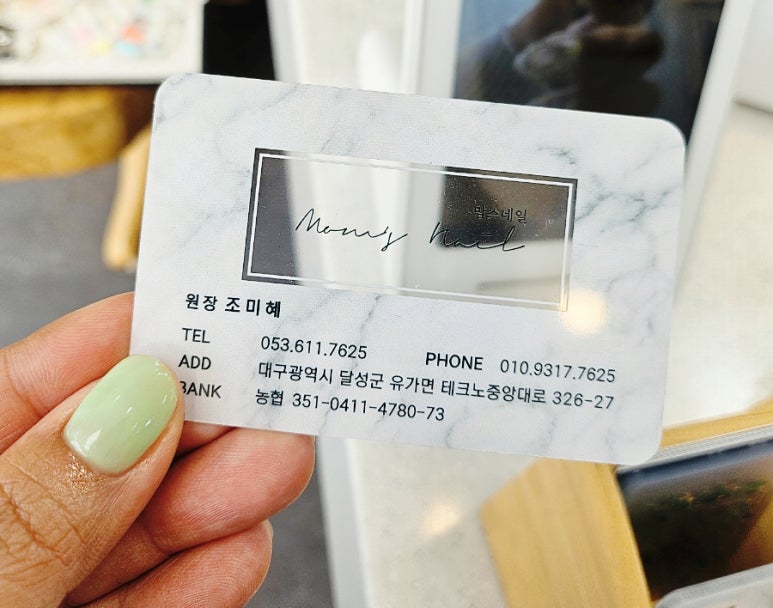 맘스네일
Mom's Nail
원장 조미혜
TEL 053.611.7625 PHONE 010.9317.7625
ADD 대구광역시 달성군 유가면 테크노중앙대로 326-27
BANK 농협 351-0411-4780-73